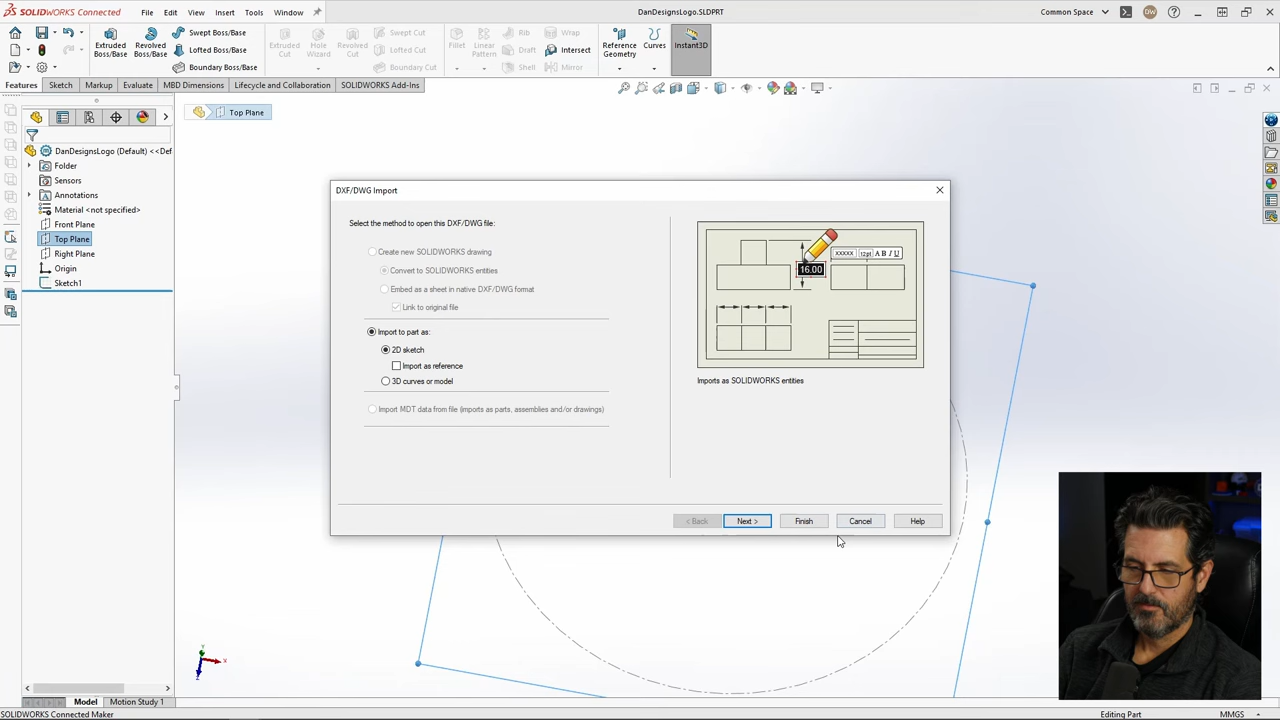 SOLIDWORKS Connected
File
Edit
View
Insert
Tools
Window
DanDesignsLogo.SLDPRT
Common Space
DW
Extruded Boss/Base
Revolved Boss/Base
Swept Boss/Base
Lofted Boss/Base
Boundary Boss/Base
Extruded Cut
Hole Wizard
Revolved Cut
Swept Cut
Lofted Cut
Boundary Cut
Fillet
Linear Pattern
Rib
Draft
Shell
Wrap
Intersect
Mirror
Reference Geometry
Curves
Instant3D
Features
Sketch
Markup
Evaluate
MBD Dimensions
Lifecycle and Collaboration
SOLIDWORKS Add-Ins
Top Plane
DanDesignsLogo (Default) <<Def
Folder
Sensors
Annotations
Material <not specified>
Front Plane
Top Plane
Right Plane
Origin
Sketch1
DXF/DWG Import
Select the method to open this DXF/DWG file:
Create new SOLIDWORKS drawing
Convert to SOLIDWORKS entities
Embed as a sheet in native DXF/DWG format
Link to original file
Import to part as:
2D sketch
Import as reference
3D curves or model
Import MDT data from file (imports as parts, assemblies and/or drawings)
16.00
XXXXX 12pt A B I U
Imports as SOLIDWORKS entities
< Back
Next >
Finish
Cancel
Help
Model
Motion Study 1
SOLIDWORKS Connected Maker
Editing Part
MMGS